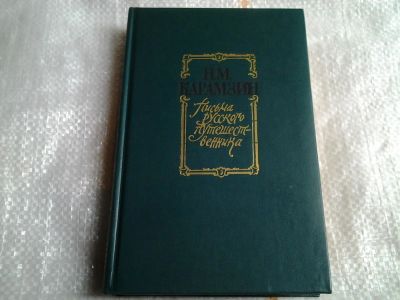 Н.М.
КАРАМЗИН
Письма
русского
путешест-
венника